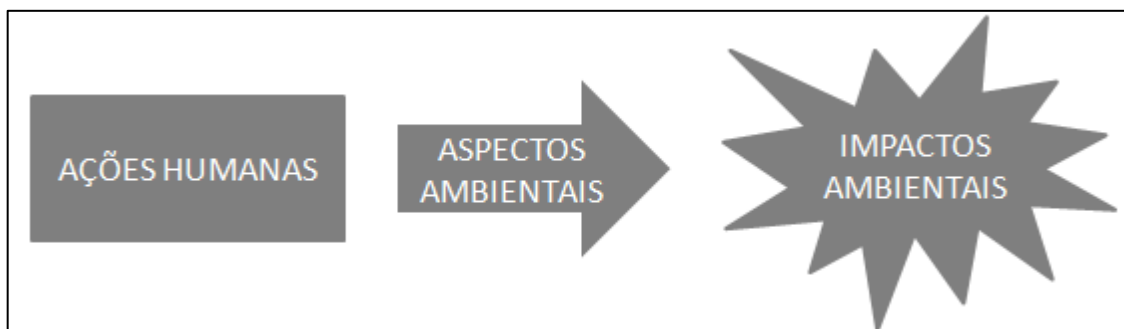 AÇÕES HUMANAS
ASPECTOS
AMBIENTAIS
IMPACTOS
AMBIENTAIS